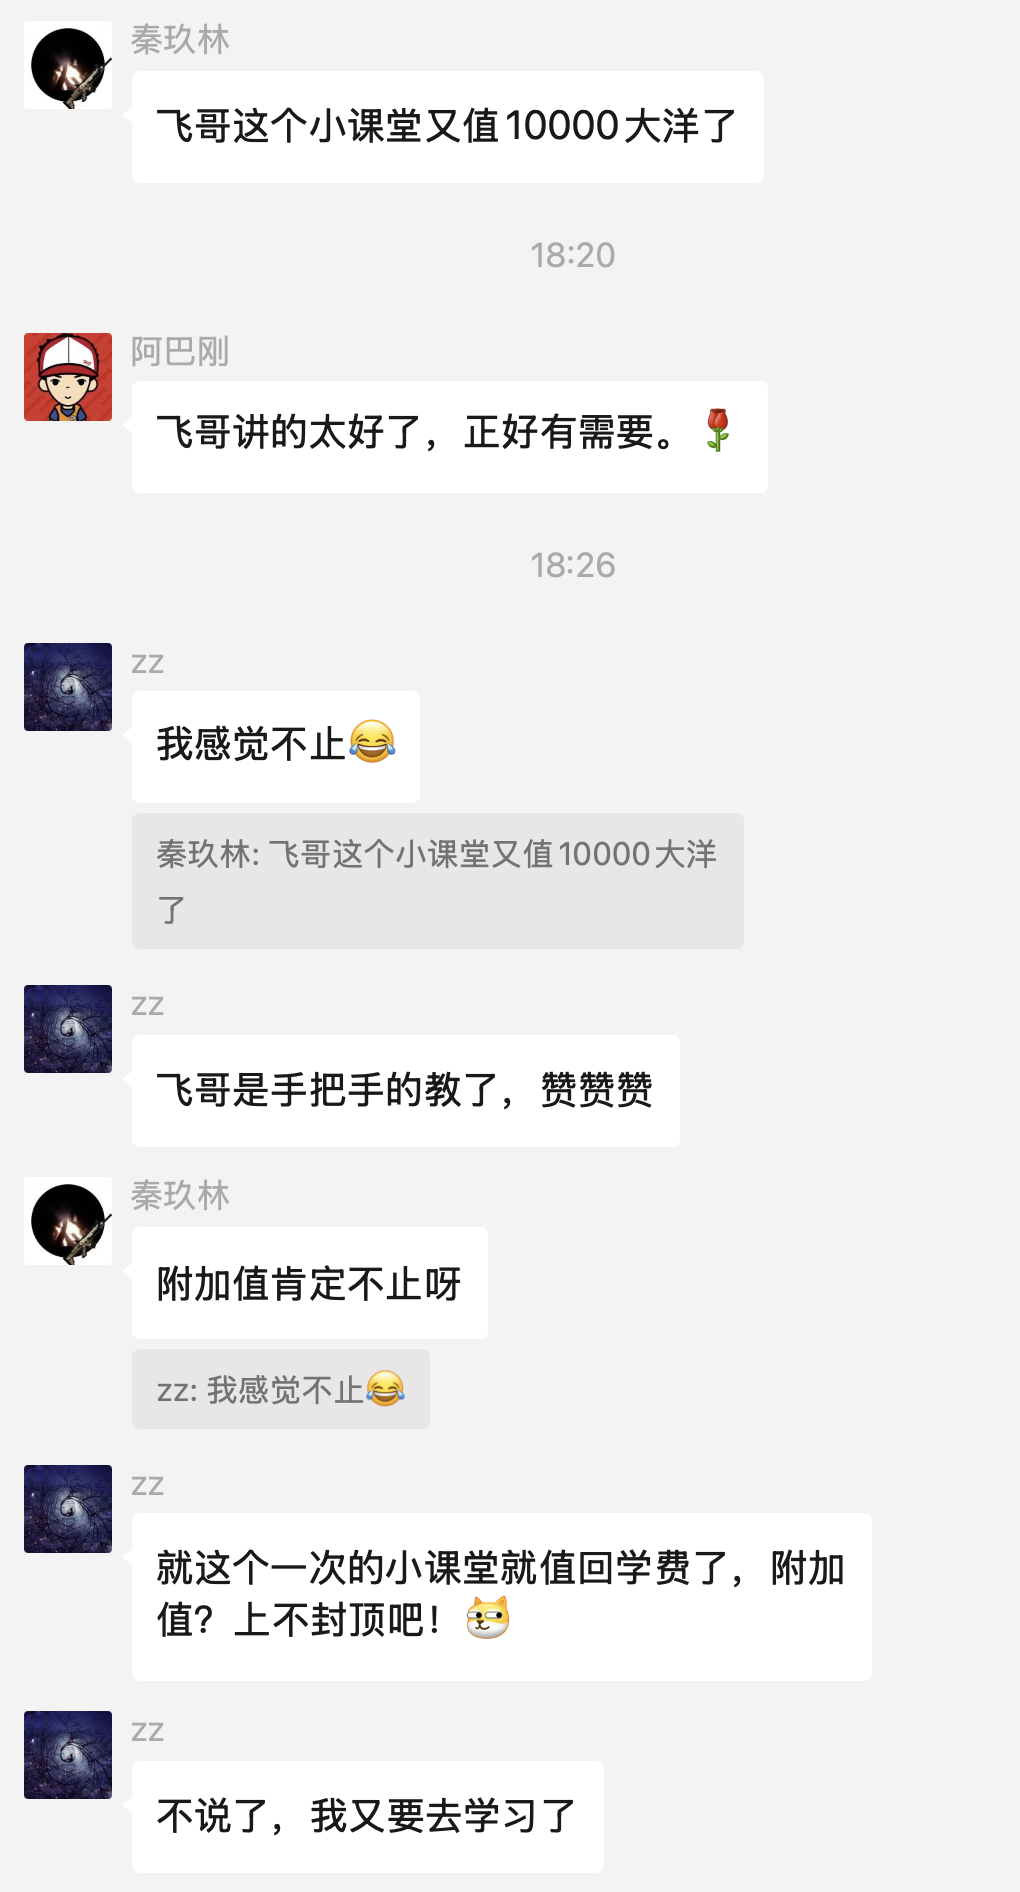 秦玖林
飞哥这个小课堂又值10000大洋了
18:20
阿巴刚
飞哥讲的太好了，正好有需要。🌹
18:26
zz
我感觉不止😂
秦玖林: 飞哥这个小课堂又值10000大洋
了
zz
飞哥是手把手的教了，赞赞赞
秦玖林
附加值肯定不止呀
zz: 我感觉不止😂
zz
就这个一次的小课堂就值回学费了，附加
值？上不封顶吧！
zz
不说了，我又要去学习了